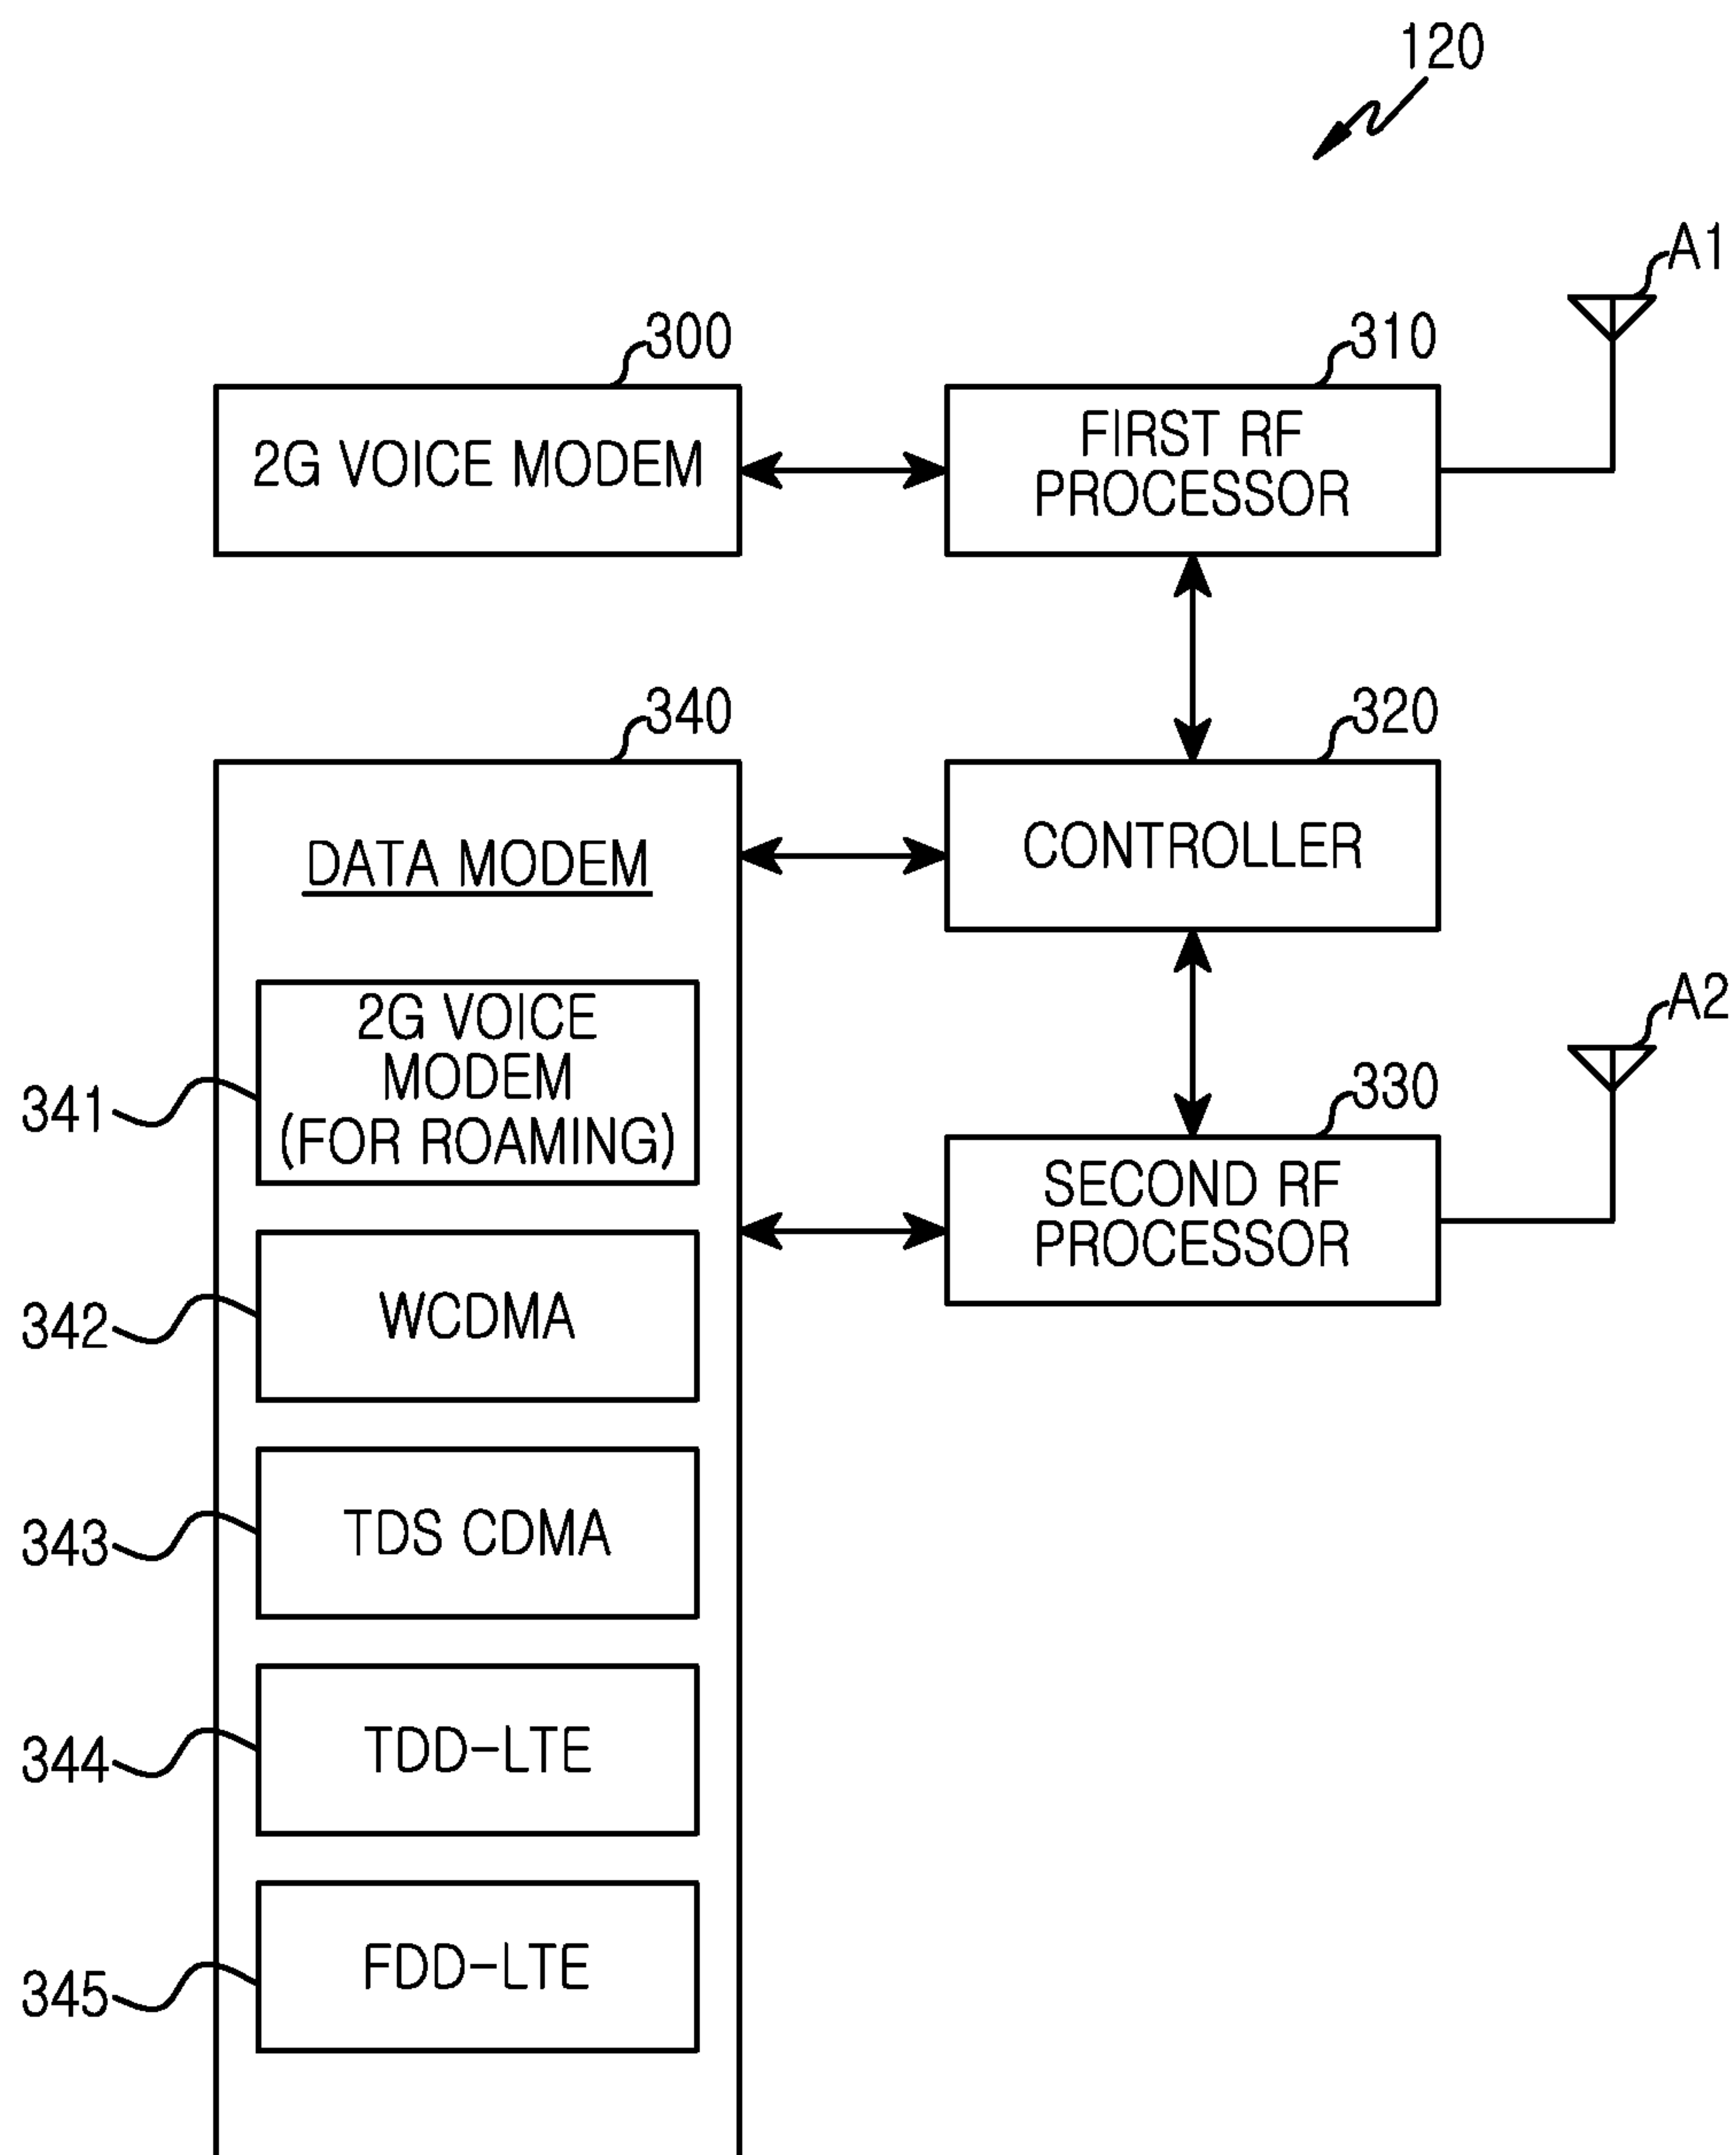 120
A1
300
310
2G VOICE MODEM
FIRST RF
PROCESSOR
340
320
DATA MODEM
CONTROLLER
A2
2G VOICE
MODEM
(FOR ROAMING)
341
330
SECOND RF
PROCESSOR
342
WCDMA
343
TDS CDMA
344
TDD-LTE
345
FDD-LTE